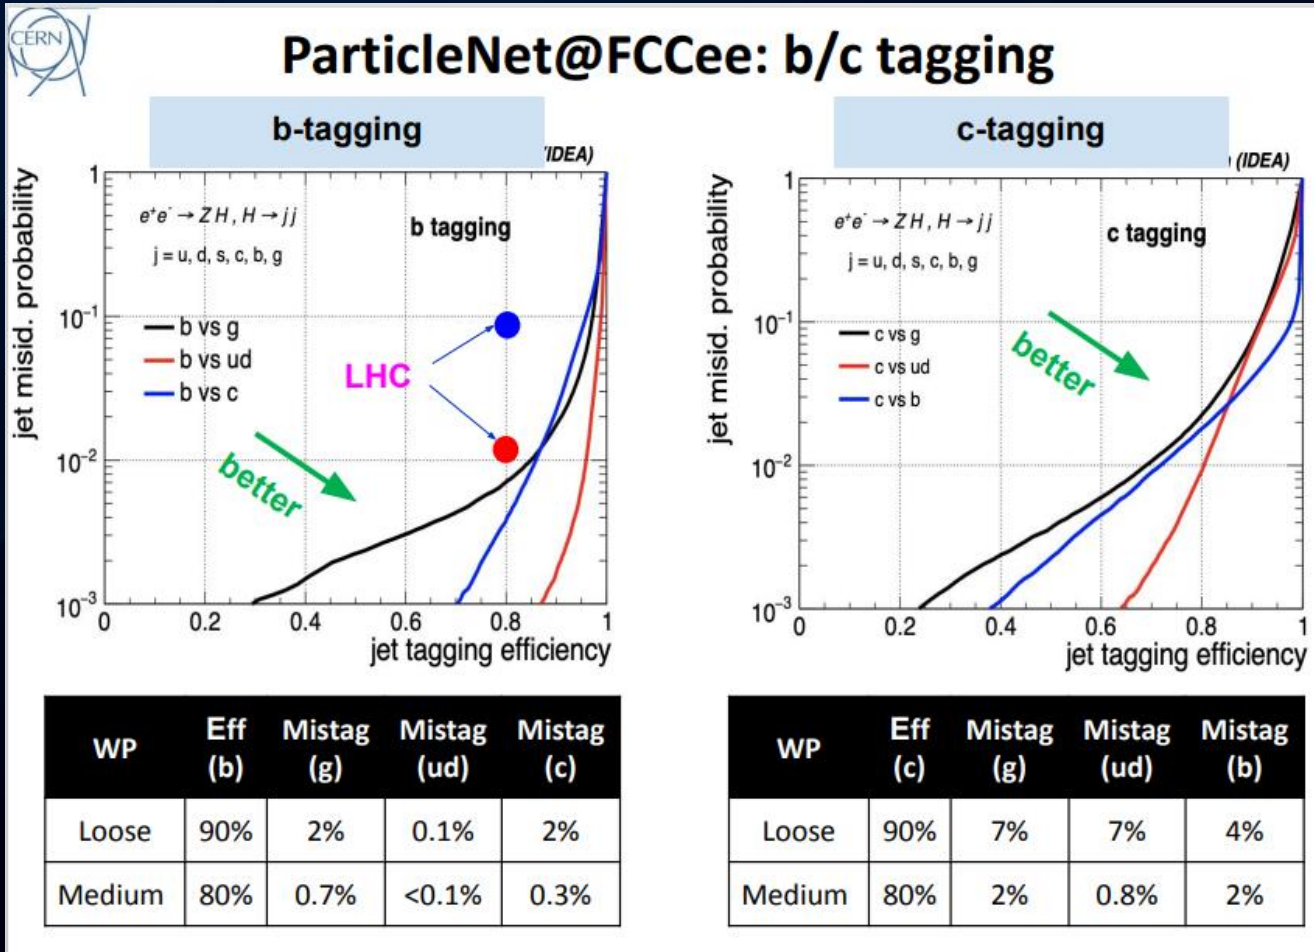 CERN
ParticleNet@FCCee: b/c tagging
b-tagging
(IDEA)
jet misid. probability
1
10⁻¹
10⁻²
10⁻³
e⁺e⁻ → ZH, H → jj
j = u, d, s, c, b, g
b tagging
b vs g
b vs ud
b vs c
LHC
better
0 0.2 0.4 0.6 0.8 1
jet tagging efficiency
c-tagging
(IDEA)
jet misid. probability
1
10⁻¹
10⁻²
10⁻³
e⁺e⁻ → ZH, H → jj
j = u, d, s, c, b, g
c tagging
c vs g
c vs ud
c vs b
better
0 0.2 0.4 0.6 0.8 1
jet tagging efficiency
WP Eff (b) Mistag (g) Mistag (ud) Mistag (c)
Loose 90% 2% 0.1% 2%
Medium 80% 0.7% <0.1% 0.3%
WP Eff (c) Mistag (g) Mistag (ud) Mistag (b)
Loose 90% 7% 7% 4%
Medium 80% 2% 0.8% 2%